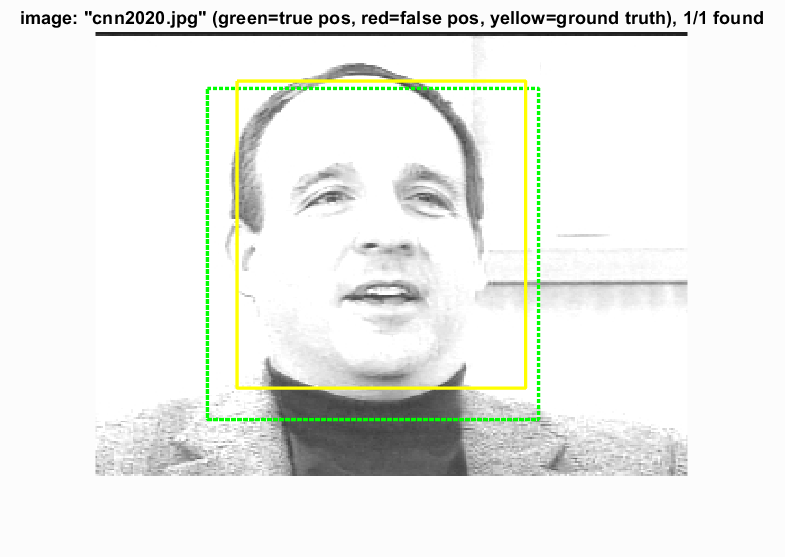 image: "cnn2020.jpg" (green=true pos, red=false pos, yellow=ground truth), 1/1 found